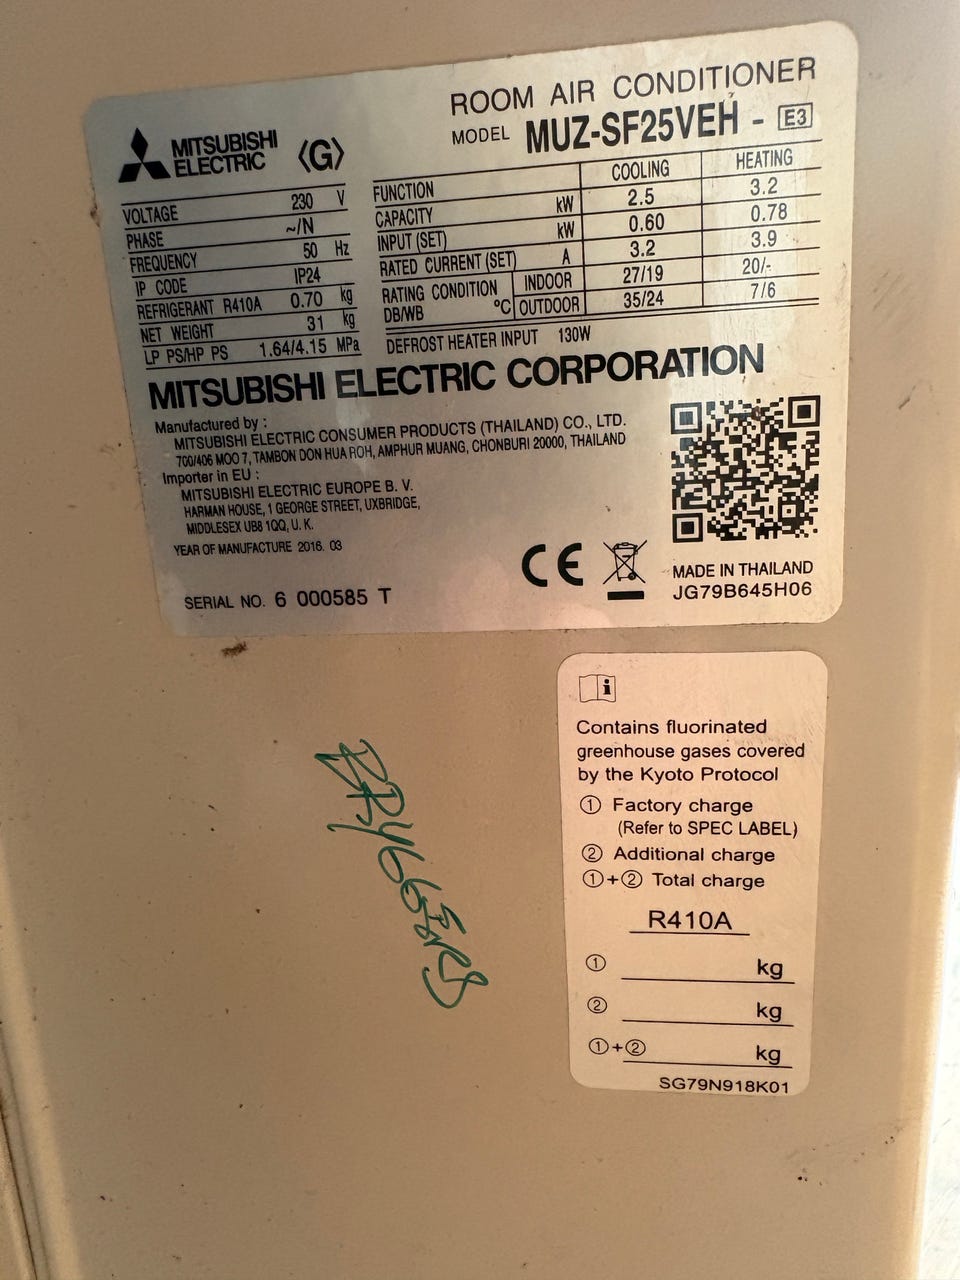 MITSUBISHI
ELECTRIC
⟨G⟩
ROOM AIR CONDITIONER
MODEL MUZ-SF25VEH - E3
VOLTAGE 230 V
PHASE ~/N
FREQUENCY 50 Hz
IP CODE IP24
REFRIGERANT R410A 0.70 kg
NET WEIGHT 31 kg
LP PS/HP PS 1.64/4.15 MPa
FUNCTION COOLING HEATING
CAPACITY kW 2.5 3.2
INPUT (SET) kW 0.60 0.78
RATED CURRENT (SET) A 3.2 3.9
RATING CONDITION DB/WB °C INDOOR 27/19 20/-
OUTDOOR 35/24 7/6
DEFROST HEATER INPUT 130W
MITSUBISHI ELECTRIC CORPORATION
Manufactured by :
MITSUBISHI ELECTRIC CONSUMER PRODUCTS (THAILAND) CO., LTD.
700/406 MOO 7, TAMBON DON HUA ROH, AMPHUR MUANG, CHONBURI 20000, THAILAND
Importer in EU :
MITSUBISHI ELECTRIC EUROPE B. V.
HARMAN HOUSE, 1 GEORGE STREET, UXBRIDGE,
MIDDLESEX UB8 1QQ, U. K.
YEAR OF MANUFACTURE 2016. 03
SERIAL NO. 6 000585 T
CE
MADE IN THAILAND
JG79B645H06
i
Contains fluorinated
greenhouse gases covered
by the Kyoto Protocol
① Factory charge
(Refer to SPEC LABEL)
② Additional charge
①+② Total charge
R410A
① kg
② kg
①+② kg
SG79N918K01